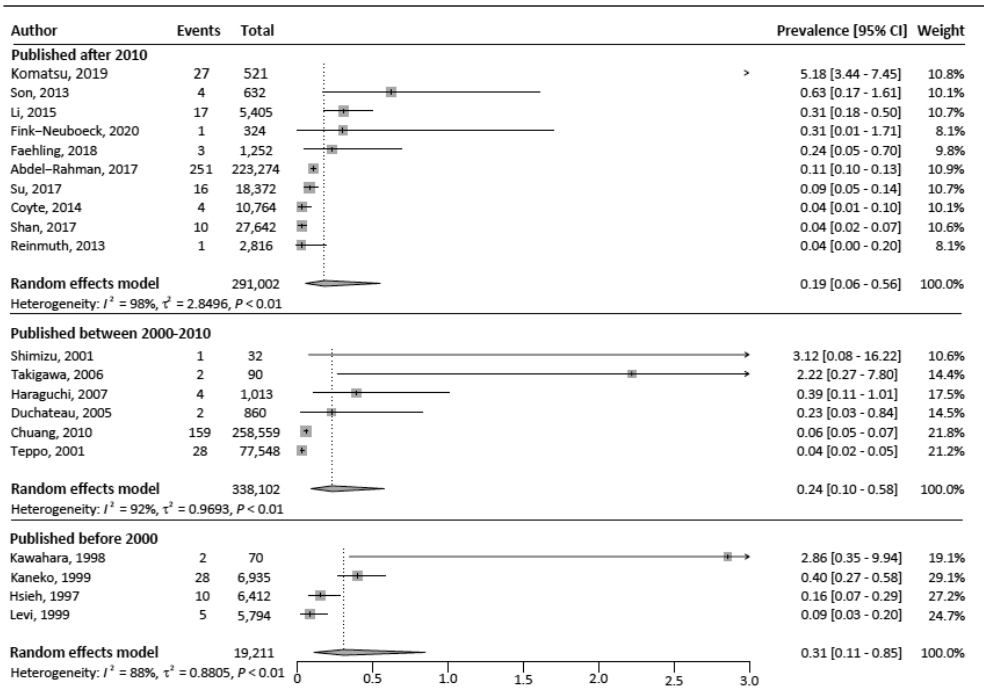 Author Events Total Prevalence [95% CI] Weight
Published after 2010
Komatsu, 2019 27 521 5.18 [3.44 - 7.45] 10.8%
Son, 2013 4 632 0.63 [0.17 - 1.61] 10.1%
Li, 2015 17 5,405 0.31 [0.18 - 0.50] 10.7%
Fink–Neuboeck, 2020 1 324 0.31 [0.01 - 1.71] 8.1%
Faehling, 2018 3 1,252 0.24 [0.05 - 0.70] 9.8%
Abdel–Rahman, 2017 251 223,274 0.11 [0.10 - 0.13] 10.9%
Su, 2017 16 18,372 0.09 [0.05 - 0.14] 10.7%
Coyte, 2014 4 10,764 0.04 [0.01 - 0.10] 10.1%
Shan, 2017 10 27,642 0.04 [0.02 - 0.07] 10.6%
Reinmuth, 2013 1 2,816 0.04 [0.00 - 0.20] 8.1%
Random effects model 291,002 0.19 [0.06 - 0.56] 100.0%
Heterogeneity: I² = 98%, τ² = 2.8496, P < 0.01
Published between 2000-2010
Shimizu, 2001 1 32 3.12 [0.08 - 16.22] 10.6%
Takigawa, 2006 2 90 2.22 [0.27 - 7.80] 14.4%
Haraguchi, 2007 4 1,013 0.39 [0.11 - 1.01] 17.5%
Duchateau, 2005 2 860 0.23 [0.03 - 0.84] 14.5%
Chuang, 2010 159 258,559 0.06 [0.05 - 0.07] 21.8%
Teppo, 2001 28 77,548 0.04 [0.02 - 0.05] 21.2%
Random effects model 338,102 0.24 [0.10 - 0.58] 100.0%
Heterogeneity: I² = 92%, τ² = 0.9693, P < 0.01
Published before 2000
Kawahara, 1998 2 70 2.86 [0.35 - 9.94] 19.1%
Kaneko, 1999 28 6,935 0.40 [0.27 - 0.58] 29.1%
Hsieh, 1997 10 6,412 0.16 [0.07 - 0.29] 27.2%
Levi, 1999 5 5,794 0.09 [0.03 - 0.20] 24.7%
Random effects model 19,211 0.31 [0.11 - 0.85] 100.0%
Heterogeneity: I² = 88%, τ² = 0.8805, P < 0.01
0 0.5 1.0 1.5 2.0 2.5 3.0